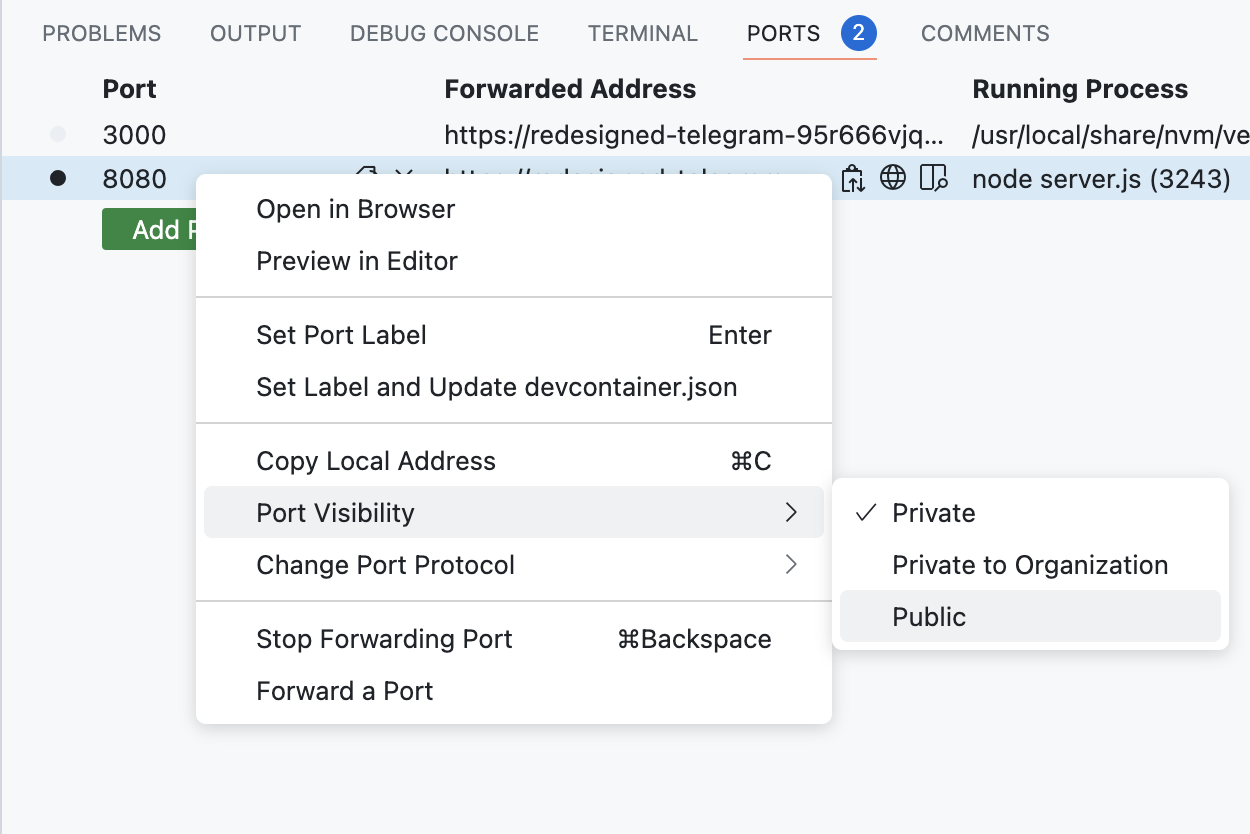 PROBLEMS OUTPUT DEBUG CONSOLE TERMINAL PORTS 2 COMMENTS
Port Forwarded Address Running Process
3000 https://redesigned-telegram-95r666vjq... /usr/local/share/nvm/ve
8080 node server.js (3243)
Add
Open in Browser
Preview in Editor
Set Port Label Enter
Set Label and Update devcontainer.json
Copy Local Address ⌘C
Port Visibility
Change Port Protocol
Stop Forwarding Port ⌘Backspace
Forward a Port
Private
Private to Organization
Public